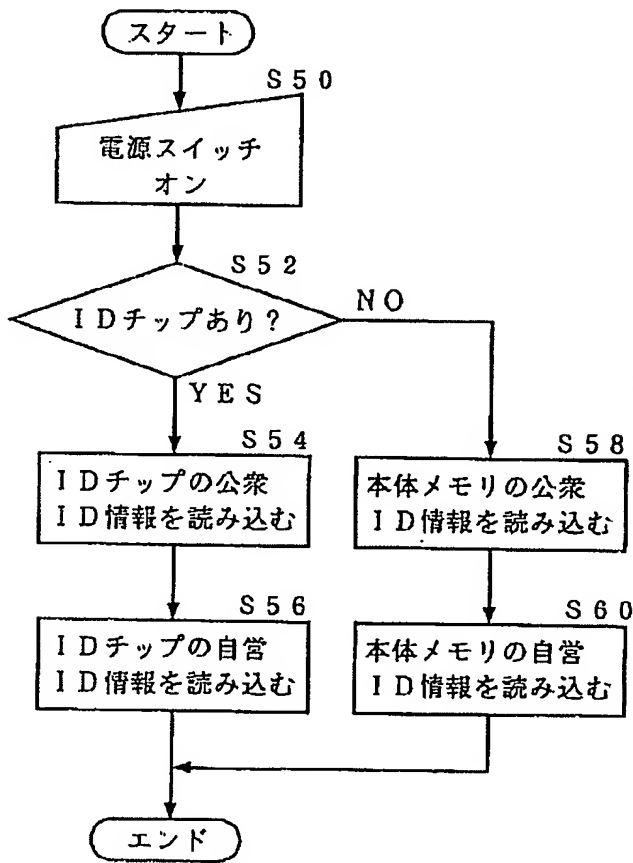 スタート
S50
電源スイッチ
オン
S52
IDチップあり？
NO
YES
S54
IDチップの公衆
ID情報を読み込む
S58
本体メモリの公衆
ID情報を読み込む
S56
IDチップの自営
ID情報を読み込む
S60
本体メモリの自営
ID情報を読み込む
エンド